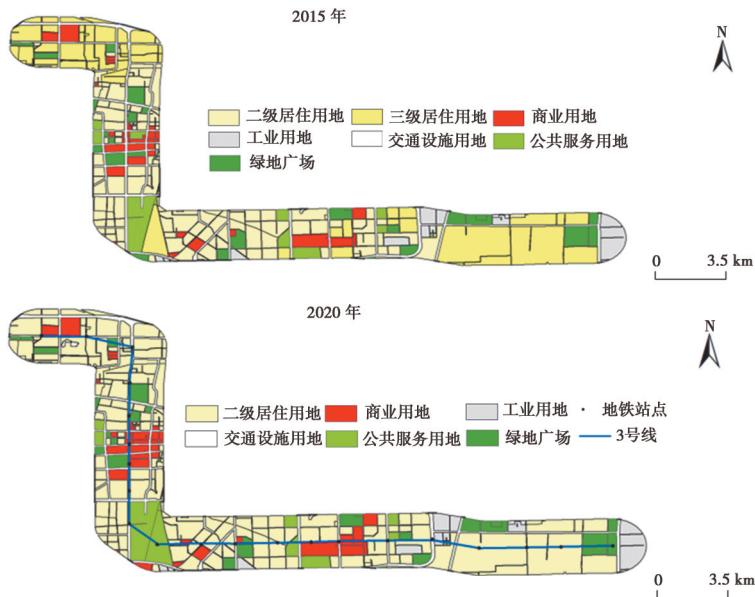 2015 年
N
二级居住用地 三级居住用地 商业用地
工业用地 交通设施用地 公共服务用地
绿地广场
0 3.5 km
2020 年
N
二级居住用地 商业用地 工业用地 地铁站点
交通设施用地 公共服务用地 绿地广场 3号线
0 3.5 km